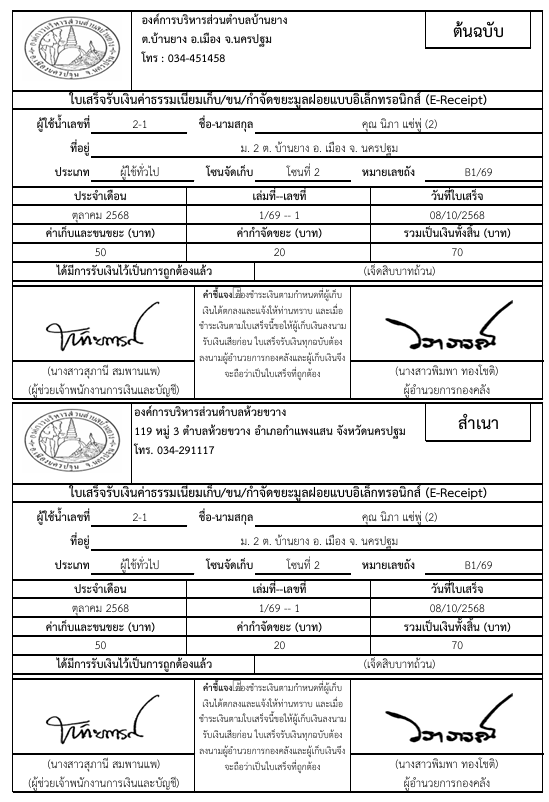 องค์การบริหารส่วนตำบลบ้านยาง
ต้นฉบับ
ต.บ้านยาง อ.เมือง จ.นครปฐม
โทร : 034-451458
ใบเสร็จรับเงินค่าธรรมเนียมเก็บ/ขน/กำจัดขยะมูลฝอยแบบอิเล็กทรอนิกส์ (E-Receipt)
ผู้ใช้น้ำเลขที่ 2-1 ชื่อ-นามสกุล คุณ นิภา แซ่พู่ (2)
ที่อยู่ ม. 2 ต. บ้านยาง อ. เมือง จ. นครปฐม
ประเภท ผู้ใช้ทั่วไป โซนจัดเก็บ โซนที่ 2 หมายเลขถัง B1/69
ประจำเดือน เล่มที่--เลขที่ วันที่ใบเสร็จ
ตุลาคม 2568 1/69 -- 1 08/10/2568
ค่าเก็บและขนขยะ (บาท) ค่ากำจัดขยะ (บาท) รวมเป็นเงินทั้งสิ้น (บาท)
50 20 70
ได้มีการรับเงินไว้เป็นการถูกต้องแล้ว (เจ็ดสิบบาทถ้วน)
คำชี้แจง ต้องชำระเงินตามกำหนดที่ผู้เก็บ
เงินได้ตกลงและแจ้งให้ท่านทราบ และเมื่อ
ชำระเงินตามใบเสร็จนี้ขอให้ผู้เก็บเงินลงนาม
รับเงินเสียก่อน ใบเสร็จรับเงินทุกฉบับต้อง
ลงนามผู้อำนวยการกองคลังและผู้เก็บเงินจึง
จะถือว่าเป็นใบเสร็จที่ถูกต้อง
(นางสาวสุภานี สมพานแพ) (นางสาวพิมพา ทองโชติ)
(ผู้ช่วยเจ้าพนักงานการเงินและบัญชี) ผู้อำนวยการกองคลัง
องค์การบริหารส่วนตำบลห้วยขวาง
สำเนา
119 หมู่ 3 ตำบลห้วยขวาง อำเภอกำแพงแสน จังหวัดนครปฐม
โทร. 034-291117
ใบเสร็จรับเงินค่าธรรมเนียมเก็บ/ขน/กำจัดขยะมูลฝอยแบบอิเล็กทรอนิกส์ (E-Receipt)
ผู้ใช้น้ำเลขที่ 2-1 ชื่อ-นามสกุล คุณ นิภา แซ่พู่ (2)
ที่อยู่ ม. 2 ต. บ้านยาง อ. เมือง จ. นครปฐม
ประเภท ผู้ใช้ทั่วไป โซนจัดเก็บ โซนที่ 2 หมายเลขถัง B1/69
ประจำเดือน เล่มที่--เลขที่ วันที่ใบเสร็จ
ตุลาคม 2568 1/69 -- 1 08/10/2568
ค่าเก็บและขนขยะ (บาท) ค่ากำจัดขยะ (บาท) รวมเป็นเงินทั้งสิ้น (บาท)
50 20 70
ได้มีการรับเงินไว้เป็นการถูกต้องแล้ว (เจ็ดสิบบาทถ้วน)
คำชี้แจง ต้องชำระเงินตามกำหนดที่ผู้เก็บ
เงินได้ตกลงและแจ้งให้ท่านทราบ และเมื่อ
ชำระเงินตามใบเสร็จนี้ขอให้ผู้เก็บเงินลงนาม
รับเงินเสียก่อน ใบเสร็จรับเงินทุกฉบับต้อง
ลงนามผู้อำนวยการกองคลังและผู้เก็บเงินจึง
จะถือว่าเป็นใบเสร็จที่ถูกต้อง
(นางสาวสุภานี สมพานแพ) (นางสาวพิมพา ทองโชติ)
(ผู้ช่วยเจ้าพนักงานการเงินและบัญชี) ผู้อำนวยการกองคลัง